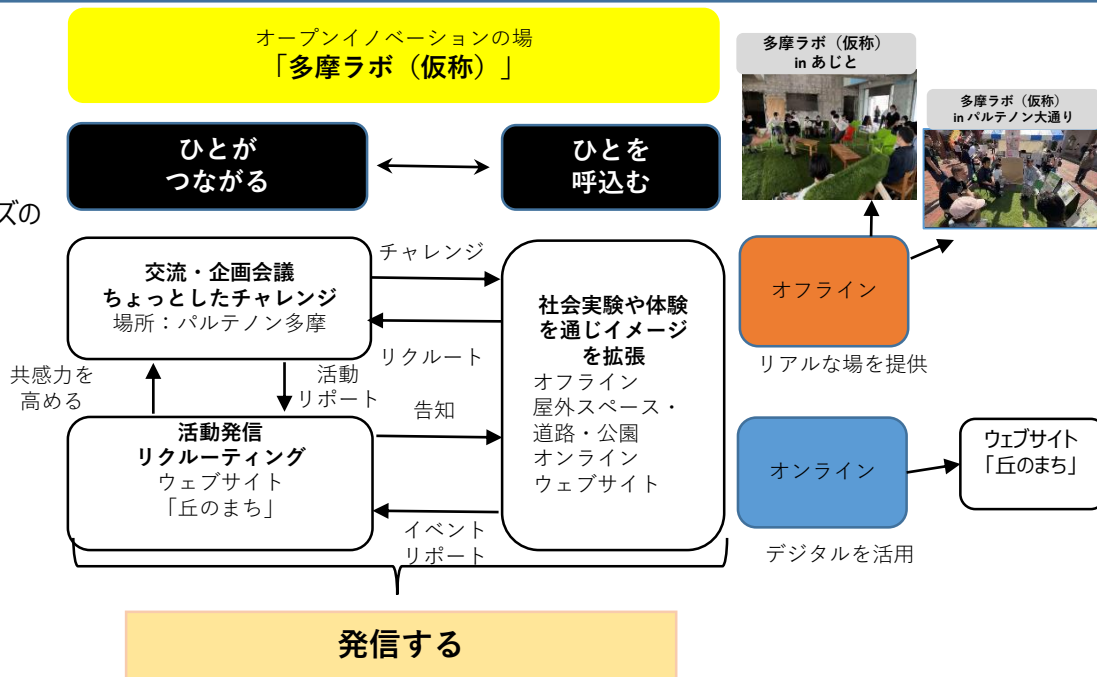 オープンイノベーションの場
「多摩ラボ（仮称）」
多摩ラボ（仮称）
in あじと
多摩ラボ（仮称）
in パルテノン大通り
ひとが
つながる
ひとを
呼込む
ズの
交流・企画会議
ちょっとしたチャレンジ
場所：パルテノン多摩
チャレンジ
リクルート
社会実験や体験
を通じイメージ
を拡張
オフライン
屋外スペース・
道路・公園
オンライン
ウェブサイト
オフライン
リアルな場を提供
共感力を
高める
活動
リポート
告知
活動発信
リクルーティング
ウェブサイト
「丘のまち」
イベント
リポート
オンライン
デジタルを活用
ウェブサイト
「丘のまち」
発信する